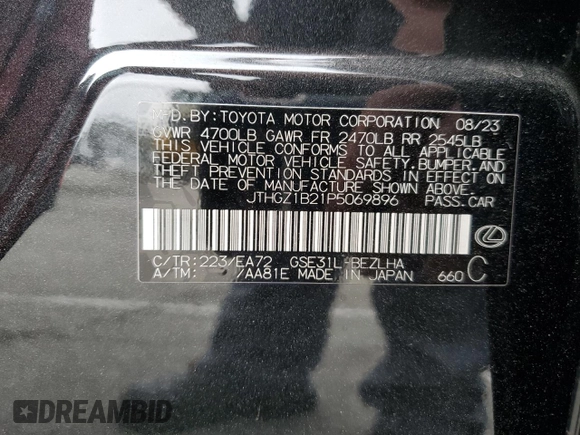 MFD. BY: TOYOTA MOTOR CORPORATION 08/23
GVWR 4700LB GAWR FR 2470LB RR 2545LB
THIS VEHICLE CONFORMS TO ALL APPLICABLE
FEDERAL MOTOR VEHICLE SAFETY, BUMPER, AND
THEFT PREVENTION STANDARDS IN EFFECT ON
THE DATE OF MANUFACTURE SHOWN ABOVE.
JTHGZ1B21P5069896 PASS. CAR
C/TR: 223/EA72 GSE31L-BEZLHA
A/TM: /AA81E MADE IN JAPAN 660 C
DREAMBID